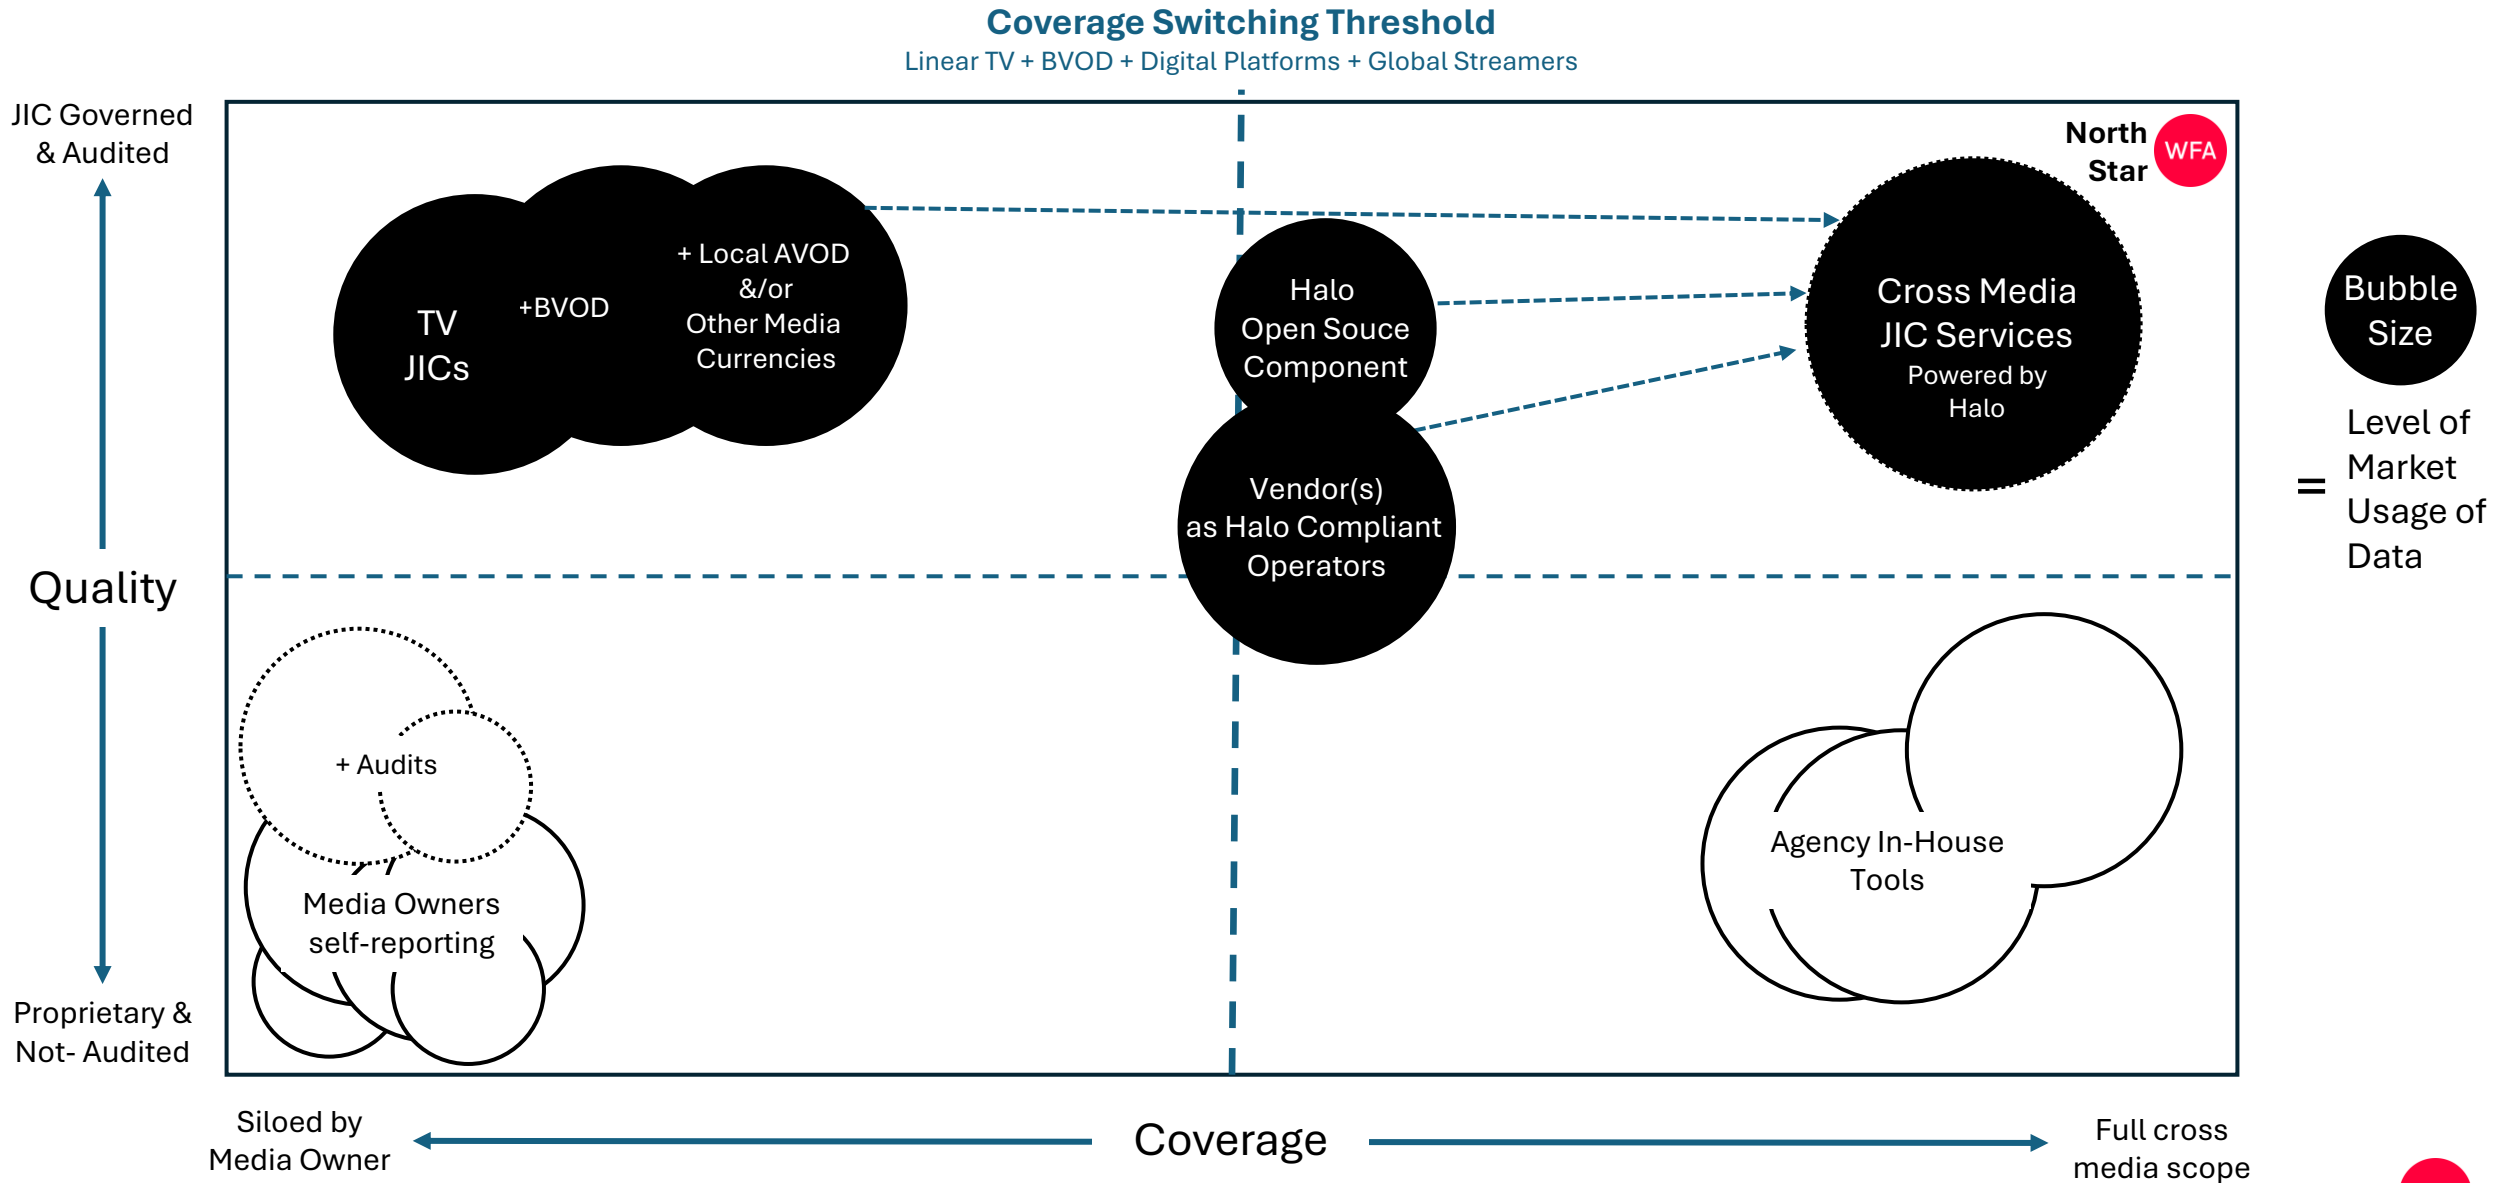 Coverage Switching Threshold
Linear TV + BVOD + Digital Platforms + Global Streamers
JIC Governed
& Audited
Quality
Proprietary &
Not- Audited
North
Star
WFA
TV
JICs
+BVOD
+ Local AVOD
&/or
Other Media
Currencies
Halo
Open Souce
Component
Vendor(s)
as Halo Compliant
Operators
Cross Media
JIC Services
Powered by
Halo
Bubble
Size
=
Level of
Market
Usage of
Data
+ Audits
Media Owners
self-reporting
Agency In-House
Tools
Siloed by
Media Owner
Coverage
Full cross
media scope